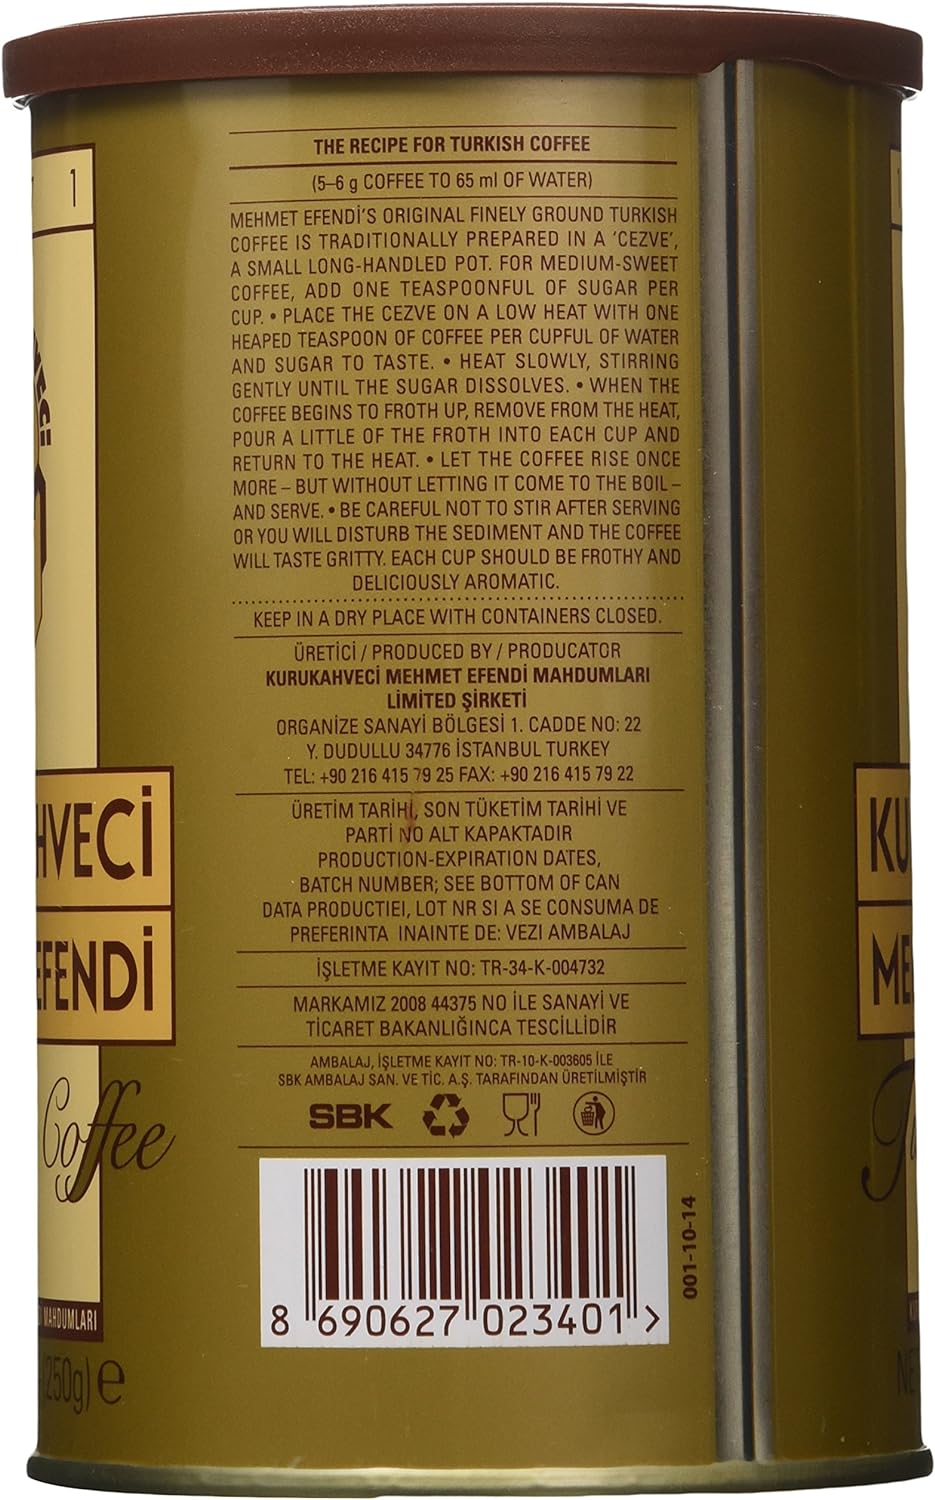 THE RECIPE FOR TURKISH COFFEE
(5–6 g COFFEE TO 65 ml OF WATER)
MEHMET EFENDİ'S ORIGINAL FINELY GROUND TURKISH
COFFEE IS TRADITIONALLY PREPARED IN A 'CEZVE',
A SMALL LONG-HANDLED POT. FOR MEDIUM-SWEET
COFFEE, ADD ONE TEASPOONFUL OF SUGAR PER
CUP. • PLACE THE CEZVE ON A LOW HEAT WITH ONE
HEAPED TEASPOON OF COFFEE PER CUPFUL OF WATER
AND SUGAR TO TASTE. • HEAT SLOWLY, STIRRING
GENTLY UNTIL THE SUGAR DISSOLVES. • WHEN THE
COFFEE BEGINS TO FROTH UP, REMOVE FROM THE HEAT,
POUR A LITTLE OF THE FROTH INTO EACH CUP AND
RETURN TO THE HEAT. • LET THE COFFEE RISE ONCE
MORE – BUT WITHOUT LETTING IT COME TO THE BOIL –
AND SERVE. • BE CAREFUL NOT TO STIR AFTER SERVING
OR YOU WILL DISTURB THE SEDIMENT AND THE COFFEE
WILL TASTE GRITTY. EACH CUP SHOULD BE FROTHY AND
DELICIOUSLY AROMATIC.
KEEP IN A DRY PLACE WITH CONTAINERS CLOSED.
ÜRETİCİ / PRODUCED BY / PRODUCATOR
KURUKAHVECİ MEHMET EFENDİ MAHDUMLARI
LİMİTED ŞİRKETİ
ORGANİZE SANAYİ BÖLGESİ 1. CADDE NO: 22
Y. DUDULLU 34776 İSTANBUL TURKEY
TEL: +90 216 415 79 25 FAX: +90 216 415 79 22
ÜRETİM TARİHİ, SON TÜKETİM TARİHİ VE
PARTİ NO ALT KAPAKTADIR
PRODUCTION-EXPIRATION DATES,
BATCH NUMBER; SEE BOTTOM OF CAN
DATA PRODUCTIEI, LOT NR SI A SE CONSUMA DE
PREFERINTA INAINTE DE: VEZI AMBALAJ
İŞLETME KAYIT NO: TR-34-K-004732
MARKAMIZ 2008 44375 NO İLE SANAYİ VE
TİCARET BAKANLIĞINCA TESCİLLİDİR
AMBALAJ, İŞLETME KAYIT NO: TR-10-K-003605 İLE
SBK AMBALAJ SAN. VE TİC. A.Ş. TARAFINDAN ÜRETİLMİŞTİR
SBK
8 690627 023401 >
001-10-14
1
HVECİ
EFENDİ
Coffee
MAHDUMLARI
(250g) e
KU
ME
NE